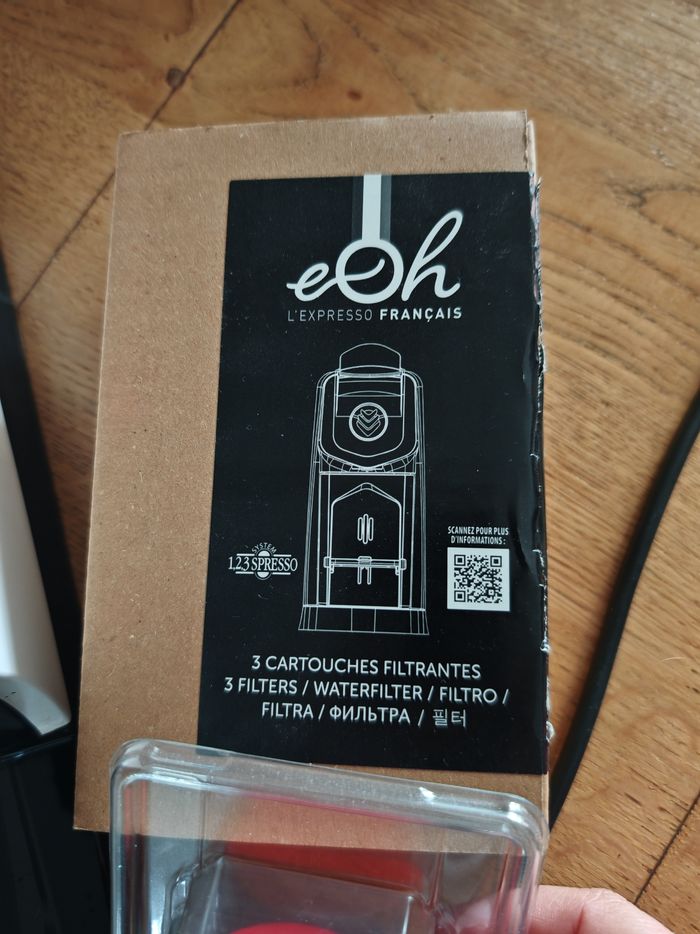 eOh
L'EXPRESSO FRANÇAIS
SCANNEZ POUR PLUS
D'INFORMATIONS :
SYSTEM
1,2,3 SPRESSO
3 CARTOUCHES FILTRANTES
3 FILTERS / WATERFILTER / FILTRO /
FILTRA / ФИЛЬТРА / 필터